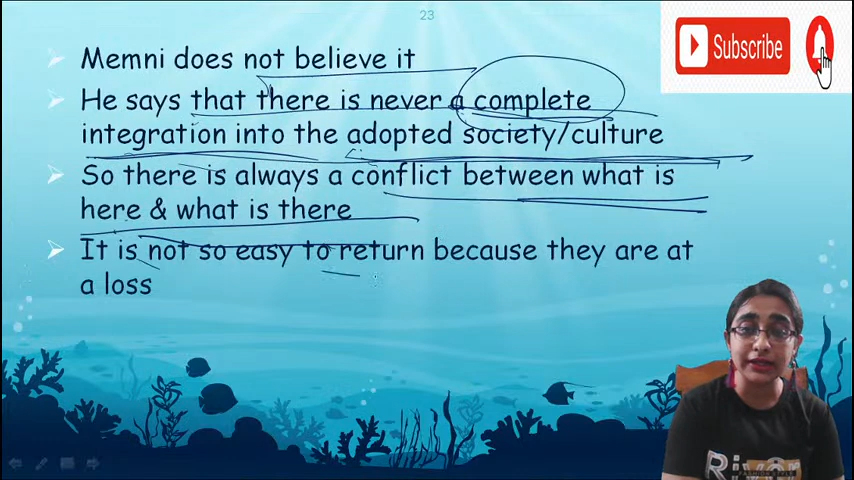 23
Subscribe
Memni does not believe it
He says that there is never a complete
integration into the adopted society/culture
So there is always a conflict between what is
here & what is there
It is not so easy to return because they are at
a loss
River